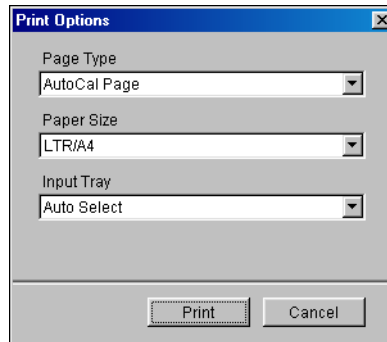 Print Options
Page Type
AutoCal Page
Paper Size
LTR/A4
Input Tray
Auto Select
Print
Cancel